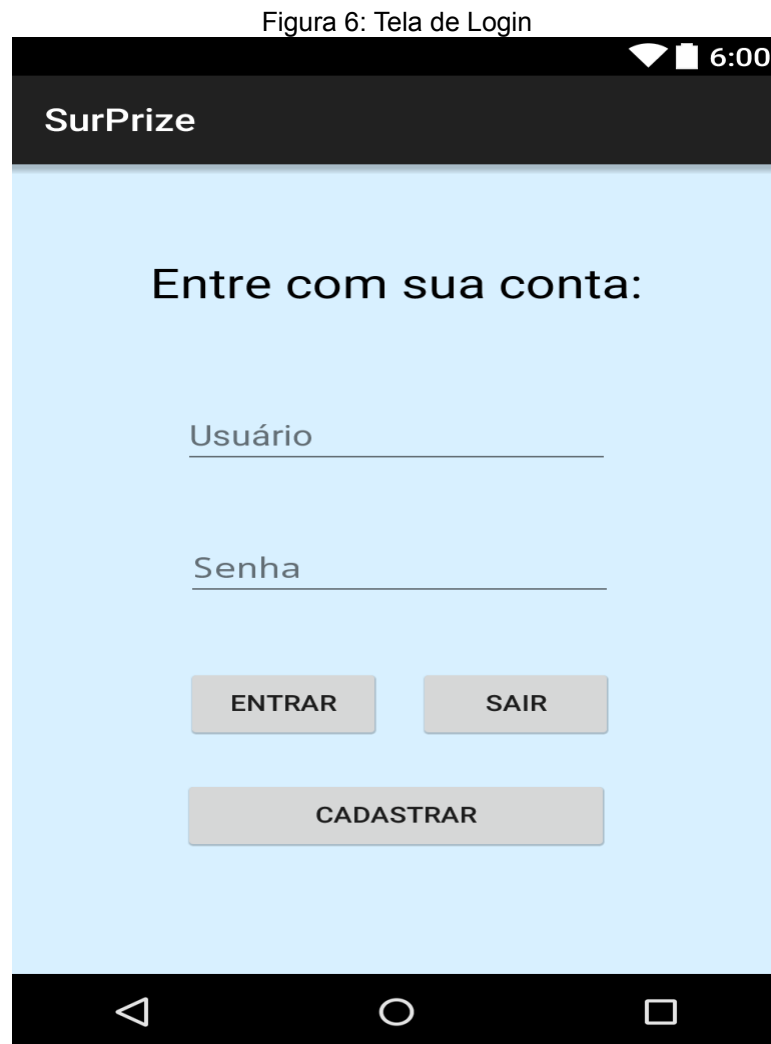 Figura 6: Tela de Login
6:00
SurPrize
Entre com sua conta:
Usuário
Senha
ENTRAR SAIR
CADASTRAR